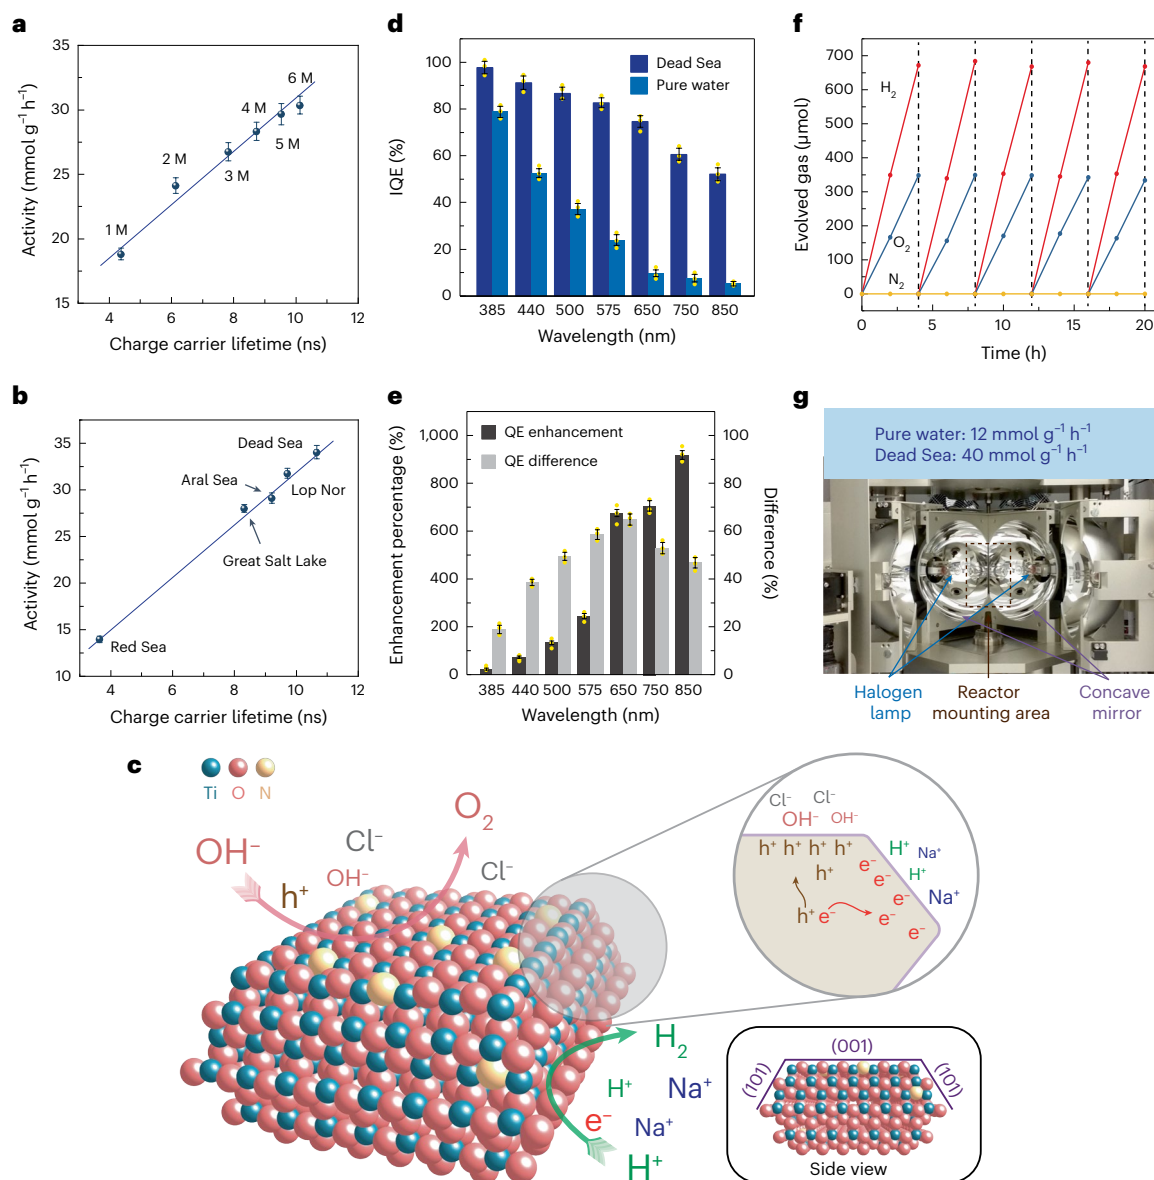 a
35
30
25
20
15
Activity (mmol g⁻¹ h⁻¹)
1 M
2 M
3 M
4 M
5 M
6 M
4 6 8 10 12
Charge carrier lifetime (ns)
d
100
80
60
40
20
0
IQE (%)
Dead Sea
Pure water
385 440 500 575 650 750 850
Wavelength (nm)
f
700
600
500
400
300
200
100
0
Evolved gas (µmol)
H₂
O₂
N₂
0 5 10 15 20
Time (h)
b
35
30
25
20
15
10
Activity (mmol g⁻¹ h⁻¹)
Dead Sea
Aral Sea
Lop Nor
Great Salt Lake
Red Sea
4 6 8 10 12
Charge carrier lifetime (ns)
e
1,000
800
600
400
200
0
Enhancement percentage (%)
QE enhancement
QE difference
100
80
60
40
20
0
Difference (%)
385 440 500 575 650 750 850
Wavelength (nm)
g
Pure water: 12 mmol g⁻¹ h⁻¹
Dead Sea: 40 mmol g⁻¹ h⁻¹
Halogen lamp
Reactor mounting area
Concave mirror
c
Ti O N
OH⁻
Cl⁻
OH⁻
h⁺
O₂
Cl⁻
H₂
H⁺
Na⁺
e⁻
Na⁺
H⁺
Cl⁻ Cl⁻
OH⁻ OH⁻
h⁺ h⁺ h⁺ h⁺
h⁺
e⁻
e⁻
H⁺ Na⁺
H⁺
e⁻
Na⁺
h⁺ e⁻
e⁻
e⁻
(001)
(101)
(101)
Side view